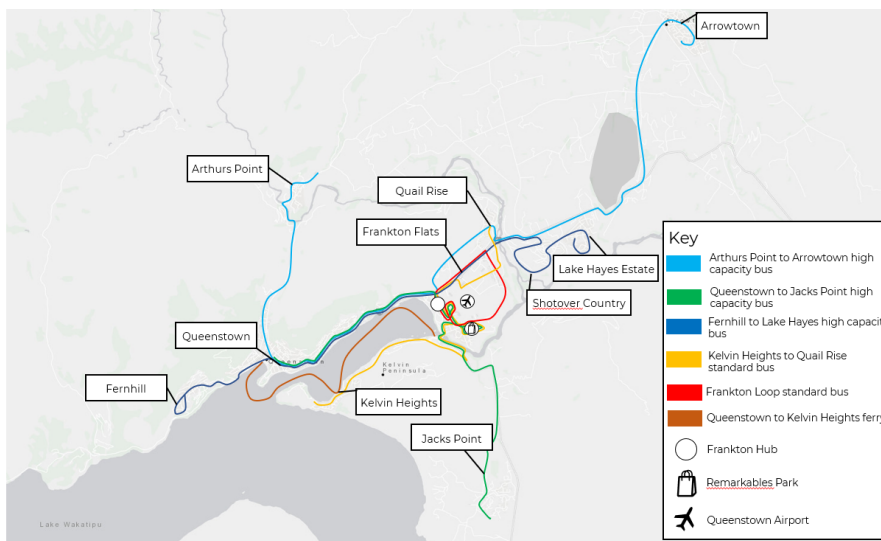 Arrowtown
Arthurs Point
Quail Rise
Frankton Flats
Lake Hayes Estate
Shotover Country
Queenstown
Kelvin
Peninsula
Fernhill
Kelvin Heights
Jacks Point
Lake Wakatipu
Key
Arthurs Point to Arrowtown high
capacity bus
Queenstown to Jacks Point high
capacity bus
Fernhill to Lake Hayes high capacit
bus
Kelvin Heights to Quail Rise
standard bus
Frankton Loop standard bus
Queenstown to Kelvin Heights ferry
Frankton Hub
Remarkables Park
Queenstown Airport